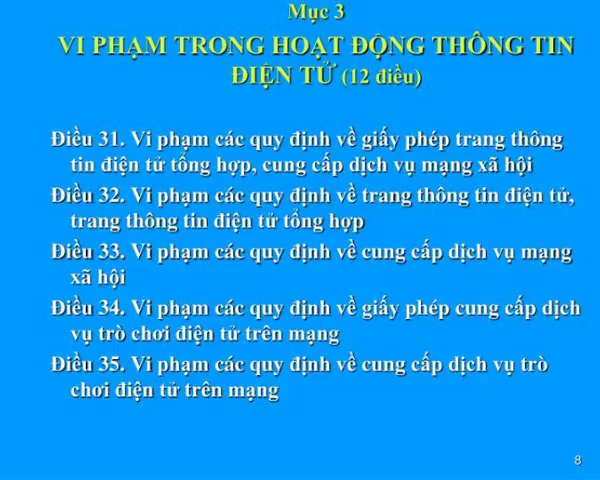 Mục 3
VI PHẠM TRONG HOẠT ĐỘNG THÔNG TIN
ĐIỆN TỬ (12 điều)
Điều 31. Vi phạm các quy định về giấy phép trang thông
tin điện tử tổng hợp, cung cấp dịch vụ mạng xã hội
Điều 32. Vi phạm các quy định về trang thông tin điện tử,
trang thông tin điện tử tổng hợp
Điều 33. Vi phạm các quy định về cung cấp dịch vụ mạng
xã hội
Điều 34. Vi phạm các quy định về giấy phép cung cấp dịch
vụ trò chơi điện tử trên mạng
Điều 35. Vi phạm các quy định về cung cấp dịch vụ trò
chơi điện tử trên mạng
8